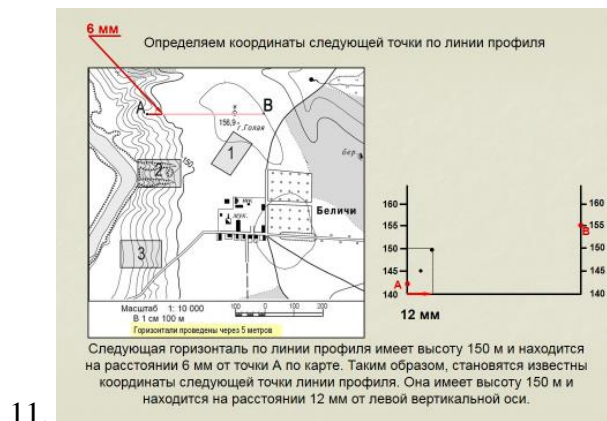 6 мм
Определяем координаты следующей точки по линии профиля
А
В
158,9
г.Голая
1
2
150
3
бер.
МУК.
Беличи
Масштаб 1: 10 000
В 1 см 100 м
100 0 100 200
Горизонтали проведены через 5 метров
160
155
150
145
140
А
В
160
155
150
145
140
12 мм
Следующая горизонталь по линии профиля имеет высоту 150 м и находится
на расстоянии 6 мм от точки А по карте. Таким образом, становятся известны
координаты следующей точки линии профиля. Она имеет высоту 150 м и
находится на расстоянии 12 мм от левой вертикальной оси.
11.